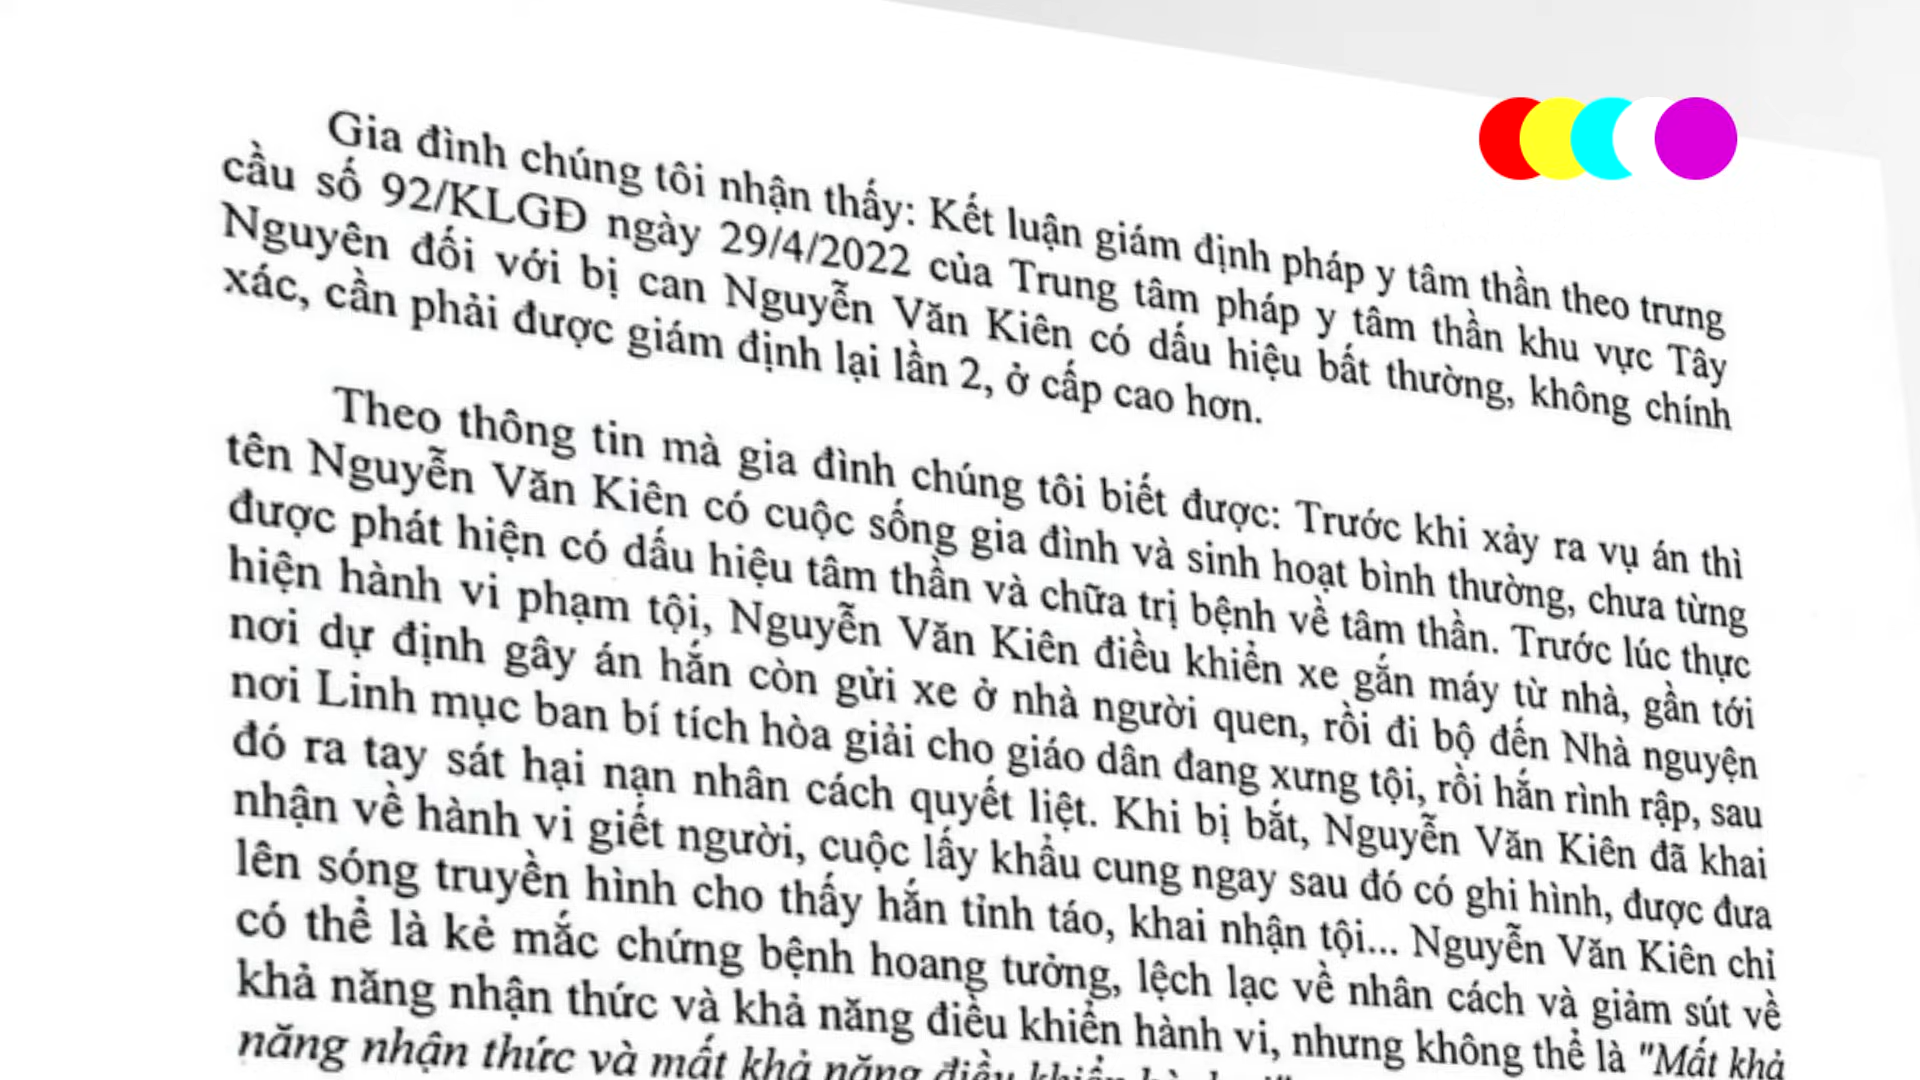 Gia đình chúng tôi nhận thấy: Kết luận giám định pháp y tâm thần theo trưng
cầu số 92/KLGĐ ngày 29/4/2022 của Trung tâm pháp y tâm thần khu vực Tây
Nguyên đối với bị can Nguyễn Văn Kiên có dấu hiệu bất thường, không chính
xác, cần phải được giám định lại lần 2, ở cấp cao hơn.
Theo thông tin mà gia đình chúng tôi biết được: Trước khi xảy ra vụ án thì
tên Nguyễn Văn Kiên có cuộc sống gia đình và sinh hoạt bình thường, chưa từng
được phát hiện có dấu hiệu tâm thần và chữa trị bệnh về tâm thần. Trước lúc thực
hiện hành vi phạm tội, Nguyễn Văn Kiên điều khiển xe gắn máy từ nhà, gần tới
nơi dự định gây án hắn còn gửi xe ở nhà người quen, rồi đi bộ đến Nhà nguyện
nơi Linh mục ban bí tích hòa giải cho giáo dân đang xưng tội, rồi hắn rình rập, sau
đó ra tay sát hại nạn nhân cách quyết liệt. Khi bị bắt, Nguyễn Văn Kiên đã khai
nhận về hành vi giết người, cuộc lấy khẩu cung ngay sau đó có ghi hình, được đưa
lên sóng truyền hình cho thấy hắn tỉnh táo, khai nhận tội... Nguyễn Văn Kiên chỉ
có thể là kẻ mắc chứng bệnh hoang tưởng, lệch lạc về nhân cách và giảm sút về
khả năng nhận thức và khả năng điều khiển hành vi, nhưng không thể là "Mất khả
năng nhận thức và mất khả năng điều khiển hành vi"